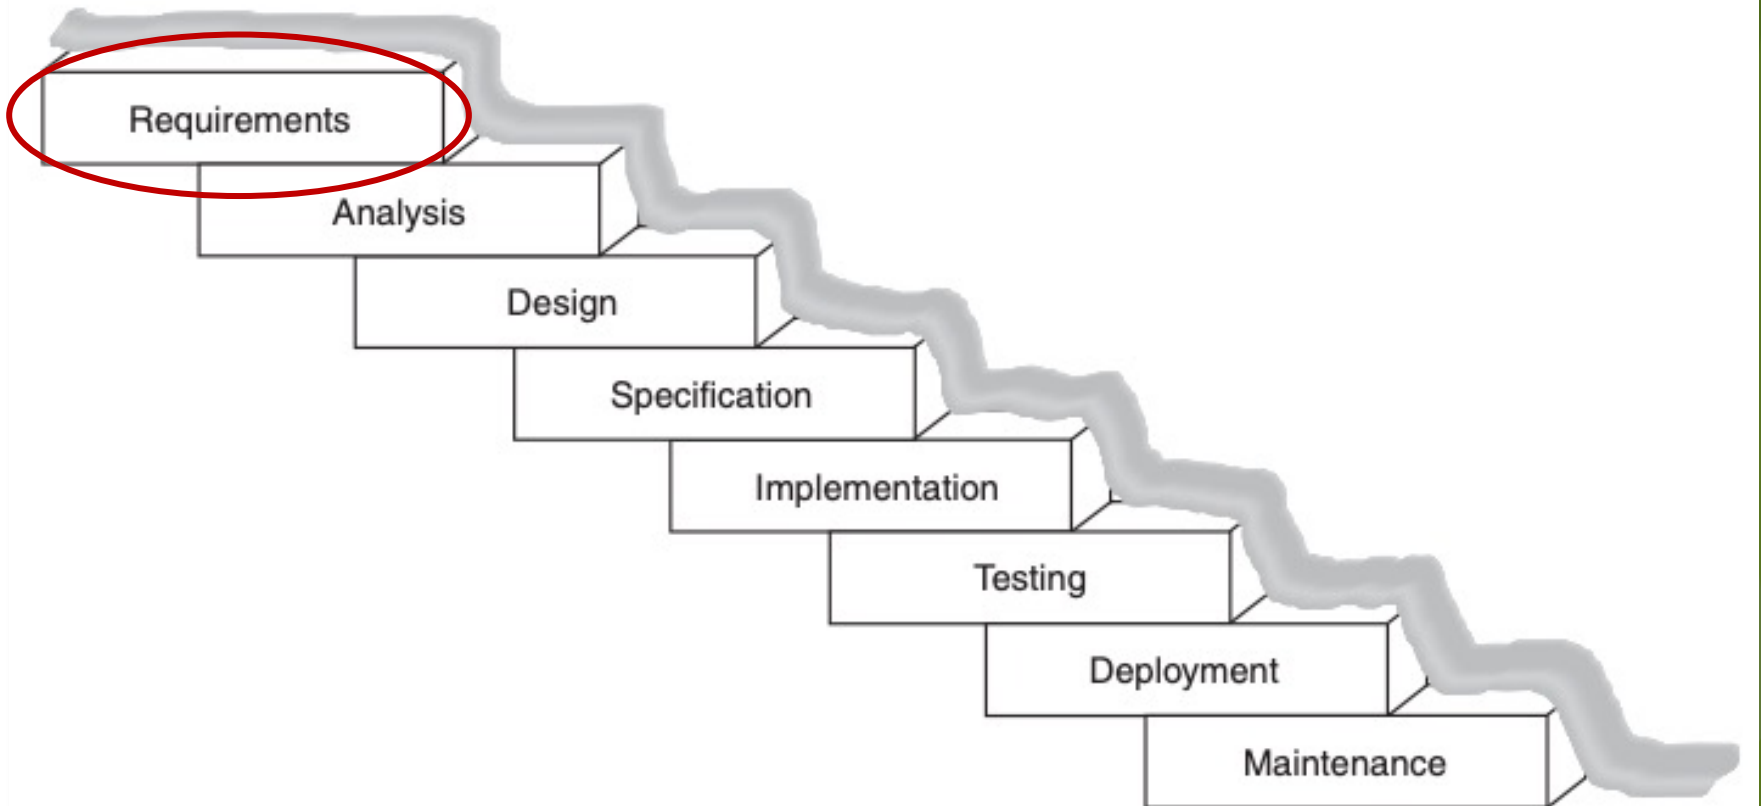 Requirements
Analysis
Design
Specification
Implementation
Testing
Deployment
Maintenance